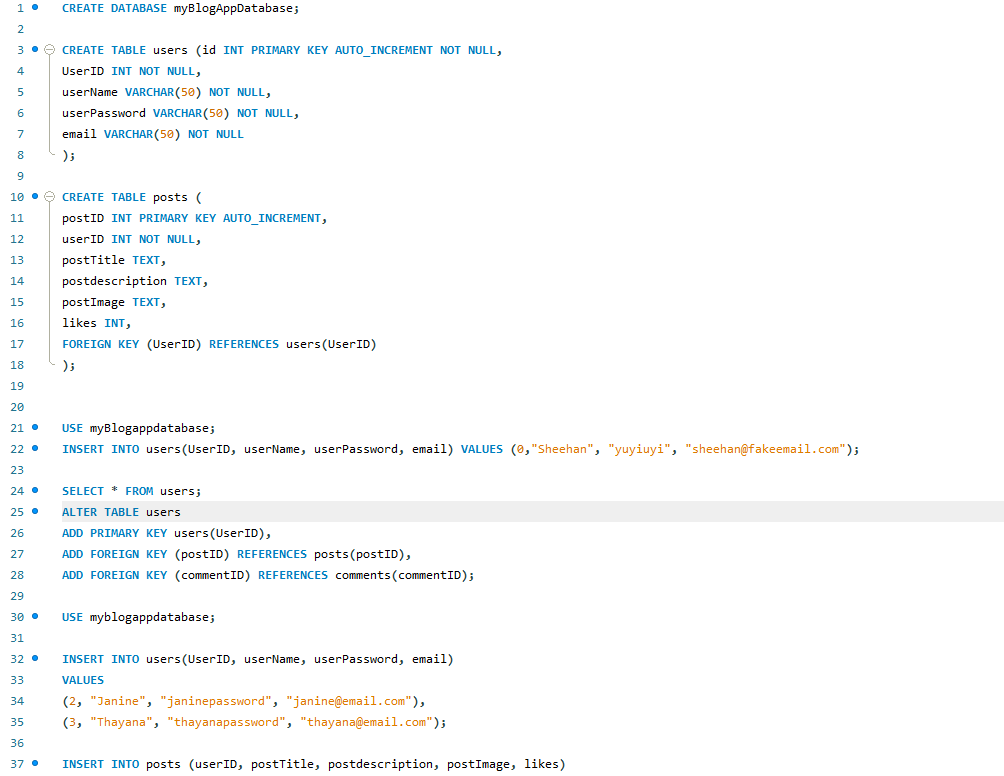 1 CREATE DATABASE myBlogAppDatabase;
2
3 CREATE TABLE users (id INT PRIMARY KEY AUTO_INCREMENT NOT NULL,
4 UserID INT NOT NULL,
5 userName VARCHAR(50) NOT NULL,
6 userPassword VARCHAR(50) NOT NULL,
7 email VARCHAR(50) NOT NULL
8 );
9
10 CREATE TABLE posts (
11 postID INT PRIMARY KEY AUTO_INCREMENT,
12 userID INT NOT NULL,
13 postTitle TEXT,
14 postdescription TEXT,
15 postImage TEXT,
16 likes INT,
17 FOREIGN KEY (UserID) REFERENCES users(UserID)
18 );
19
20
21 USE myBlogappdatabase;
22 INSERT INTO users(UserID, userName, userPassword, email) VALUES (0,"Sheehan", "yuyiuyi", "sheehan@fakeemail.com");
23
24 SELECT * FROM users;
25 ALTER TABLE users
26 ADD PRIMARY KEY users(UserID),
27 ADD FOREIGN KEY (postID) REFERENCES posts(postID),
28 ADD FOREIGN KEY (commentID) REFERENCES comments(commentID);
29
30 USE myblogappdatabase;
31
32 INSERT INTO users(UserID, userName, userPassword, email)
33 VALUES
34 (2, "Janine", "janinepassword", "janine@email.com"),
35 (3, "Thayana", "thayanapassword", "thayana@email.com");
36
37 INSERT INTO posts (userID, postTitle, postdescription, postImage, likes)